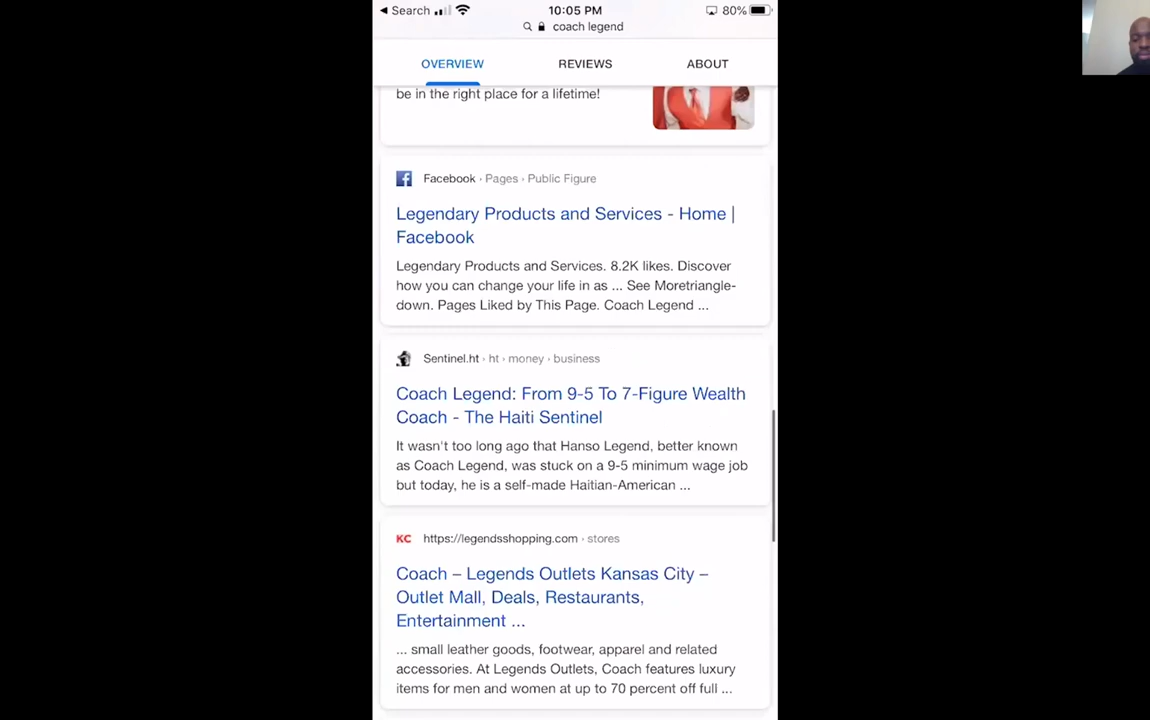 Search
10:05 PM
80%
coach legend
OVERVIEW
REVIEWS
ABOUT
be in the right place for a lifetime!
Facebook · Pages › Public Figure
Legendary Products and Services - Home |
Facebook
Legendary Products and Services. 8.2K likes. Discover
how you can change your life in as ... See Moretriangle-
down. Pages Liked by This Page. Coach Legend ...
Sentinel.ht › ht › money › business
Coach Legend: From 9-5 To 7-Figure Wealth
Coach - The Haiti Sentinel
It wasn't too long ago that Hanso Legend, better known
as Coach Legend, was stuck on a 9-5 minimum wage job
but today, he is a self-made Haitian-American ...
KC
https://legendsshopping.com › stores
Coach – Legends Outlets Kansas City –
Outlet Mall, Deals, Restaurants,
Entertainment ...
... small leather goods, footwear, apparel and related
accessories. At Legends Outlets, Coach features luxury
items for men and women at up to 70 percent off full ...